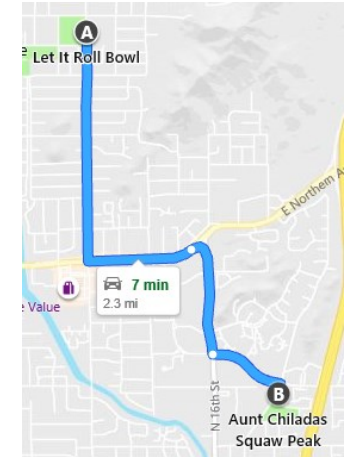 A
Let It Roll Bowl
E Northern A
7 min
2.3 mi
e Value
N 16th St
B
Aunt Chiladas
Squaw Peak